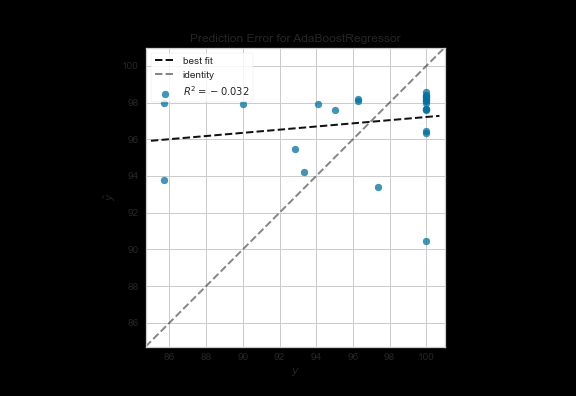 Prediction Error for AdaBoostRegressor
best fit
identity
R² = −0.032
100
98
96
94
92
90
88
86
ŷ
86
88
90
92
94
96
98
100
y